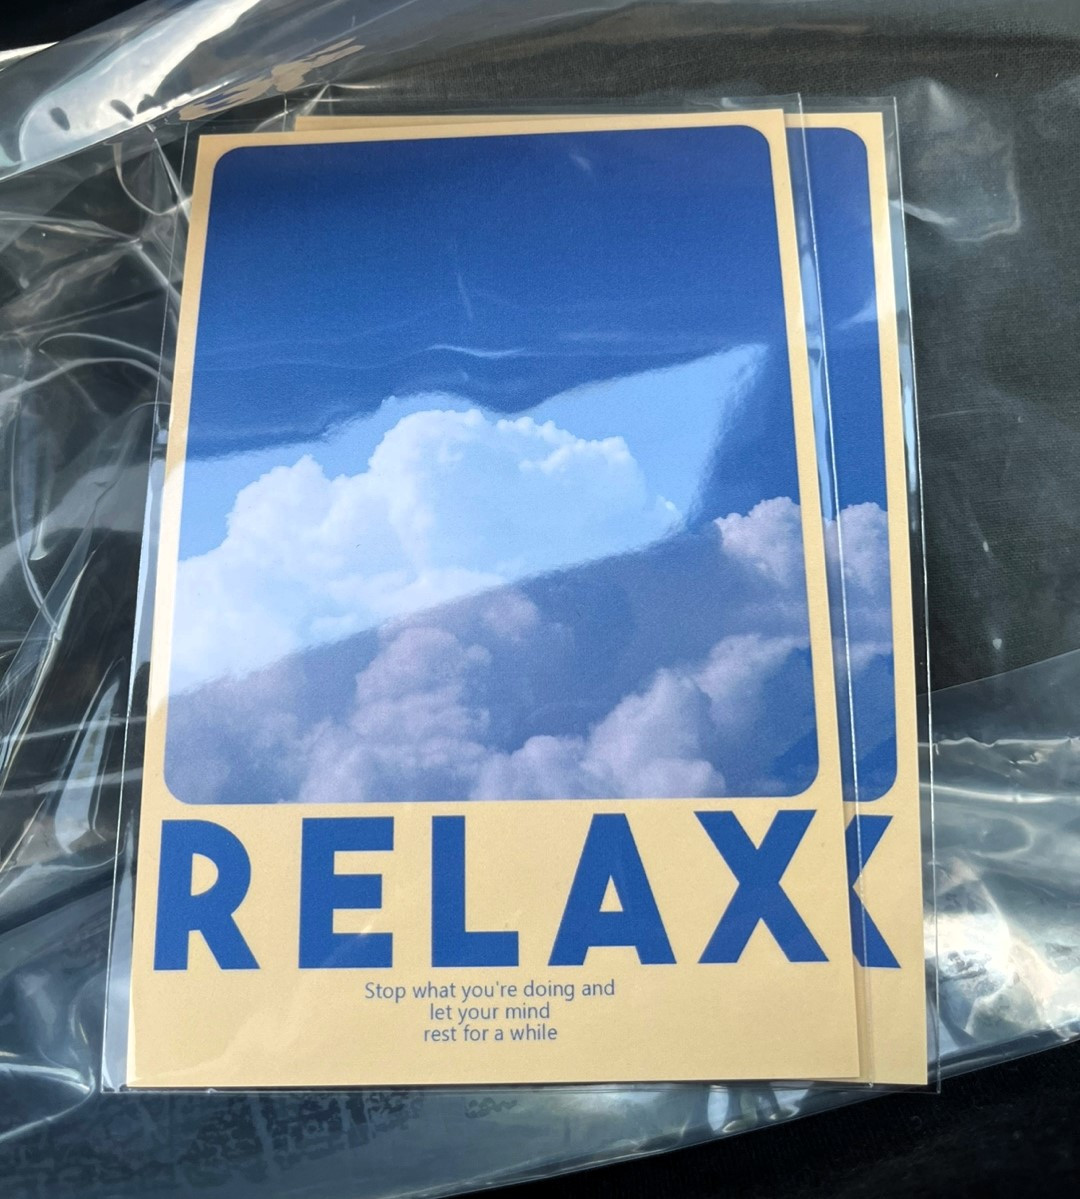 RELAX
X
Stop what you're doing and
let your mind
rest for a while